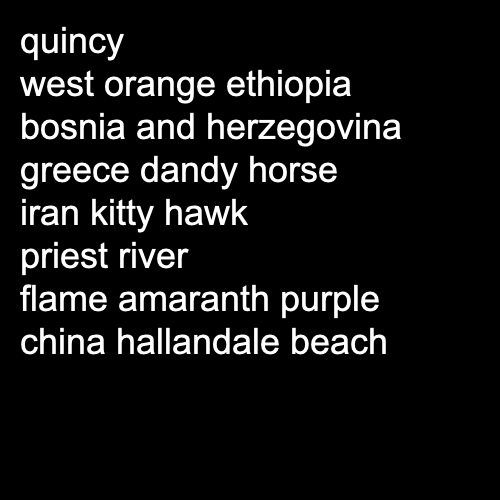 quincy
west orange ethiopia
bosnia and herzegovina
greece dandy horse
iran kitty hawk
priest river
flame amaranth purple
china hallandale beach